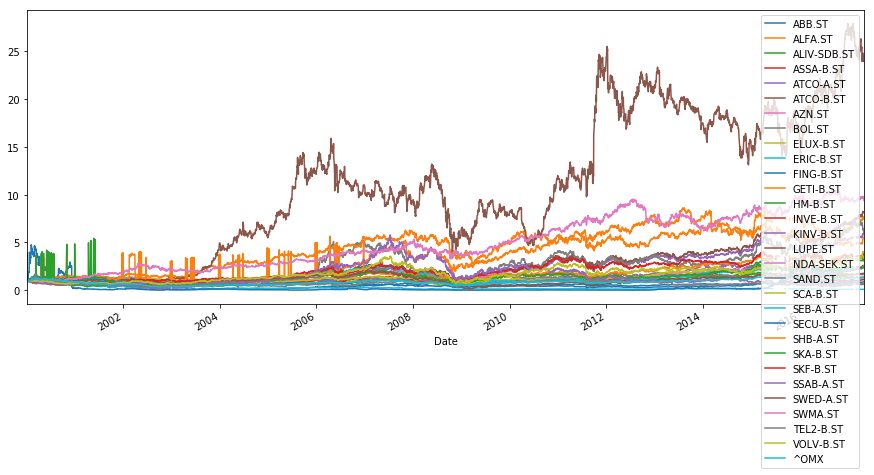 25
20
15
10
5
0
2002
2004
2006
2008
2010
2012
2014
2016
Date
ABB.ST
ALFA.ST
ALIV-SDB.ST
ASSA-B.ST
ATCO-A.ST
ATCO-B.ST
AZN.ST
BOL.ST
ELUX-B.ST
ERIC-B.ST
FING-B.ST
GETI-B.ST
HM-B.ST
INVE-B.ST
KINV-B.ST
LUPE.ST
NDA-SEK.ST
SAND.ST
SCA-B.ST
SEB-A.ST
SECU-B.ST
SHB-A.ST
SKA-B.ST
SKF-B.ST
SSAB-A.ST
SWED-A.ST
SWMA.ST
TEL2-B.ST
VOLV-B.ST
^OMX